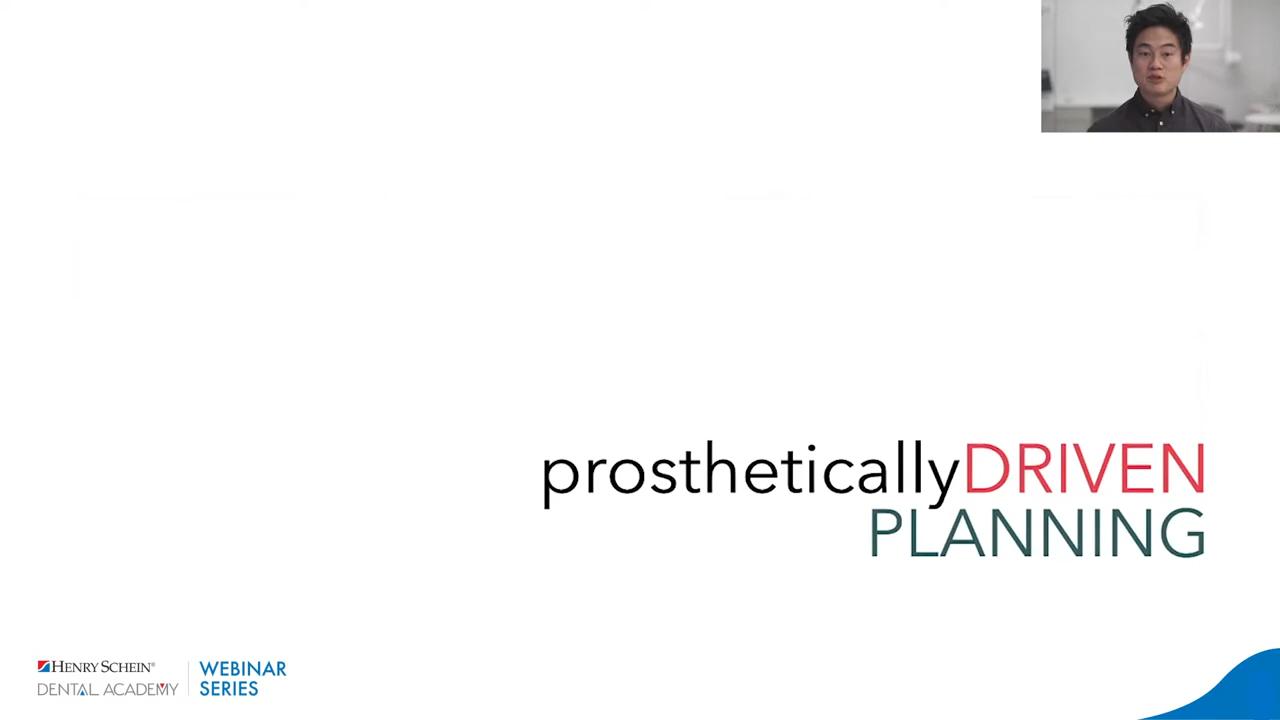 prostheticallyDRIVEN
PLANNING
HENRY SCHEIN®
DENTAL ACADEMY
WEBINAR
SERIES